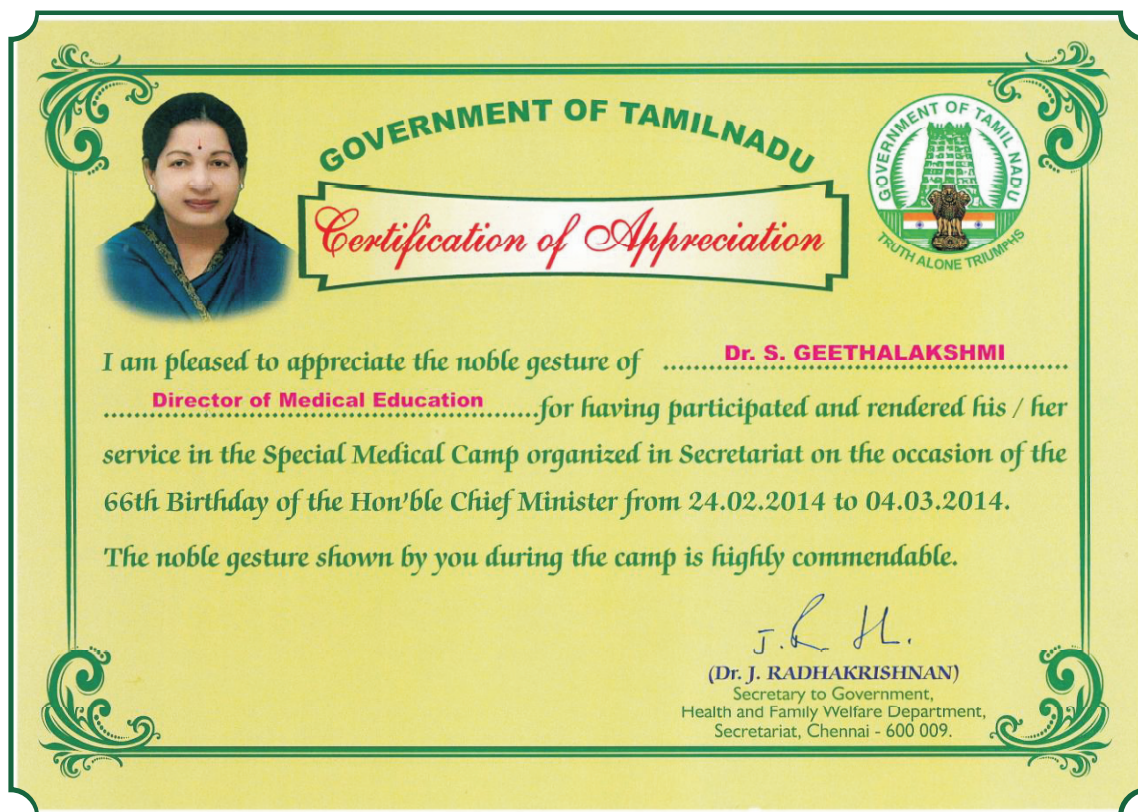 GOVERNMENT OF TAMILNADU
GOVERNMENT OF TAMIL NADU
TRUTH ALONE TRIUMPHS
Certification of Appreciation
I am pleased to appreciate the noble gesture of ..........Dr. S. GEETHALAKSHMI..........
..........Director of Medical Education..........for having participated and rendered his / her
service in the Special Medical Camp organized in Secretariat on the occasion of the
66th Birthday of the Hon'ble Chief Minister from 24.02.2014 to 04.03.2014.
The noble gesture shown by you during the camp is highly commendable.
J. R
(Dr. J. RADHAKRISHNAN)
Secretary to Government,
Health and Family Welfare Department,
Secretariat, Chennai - 600 009.